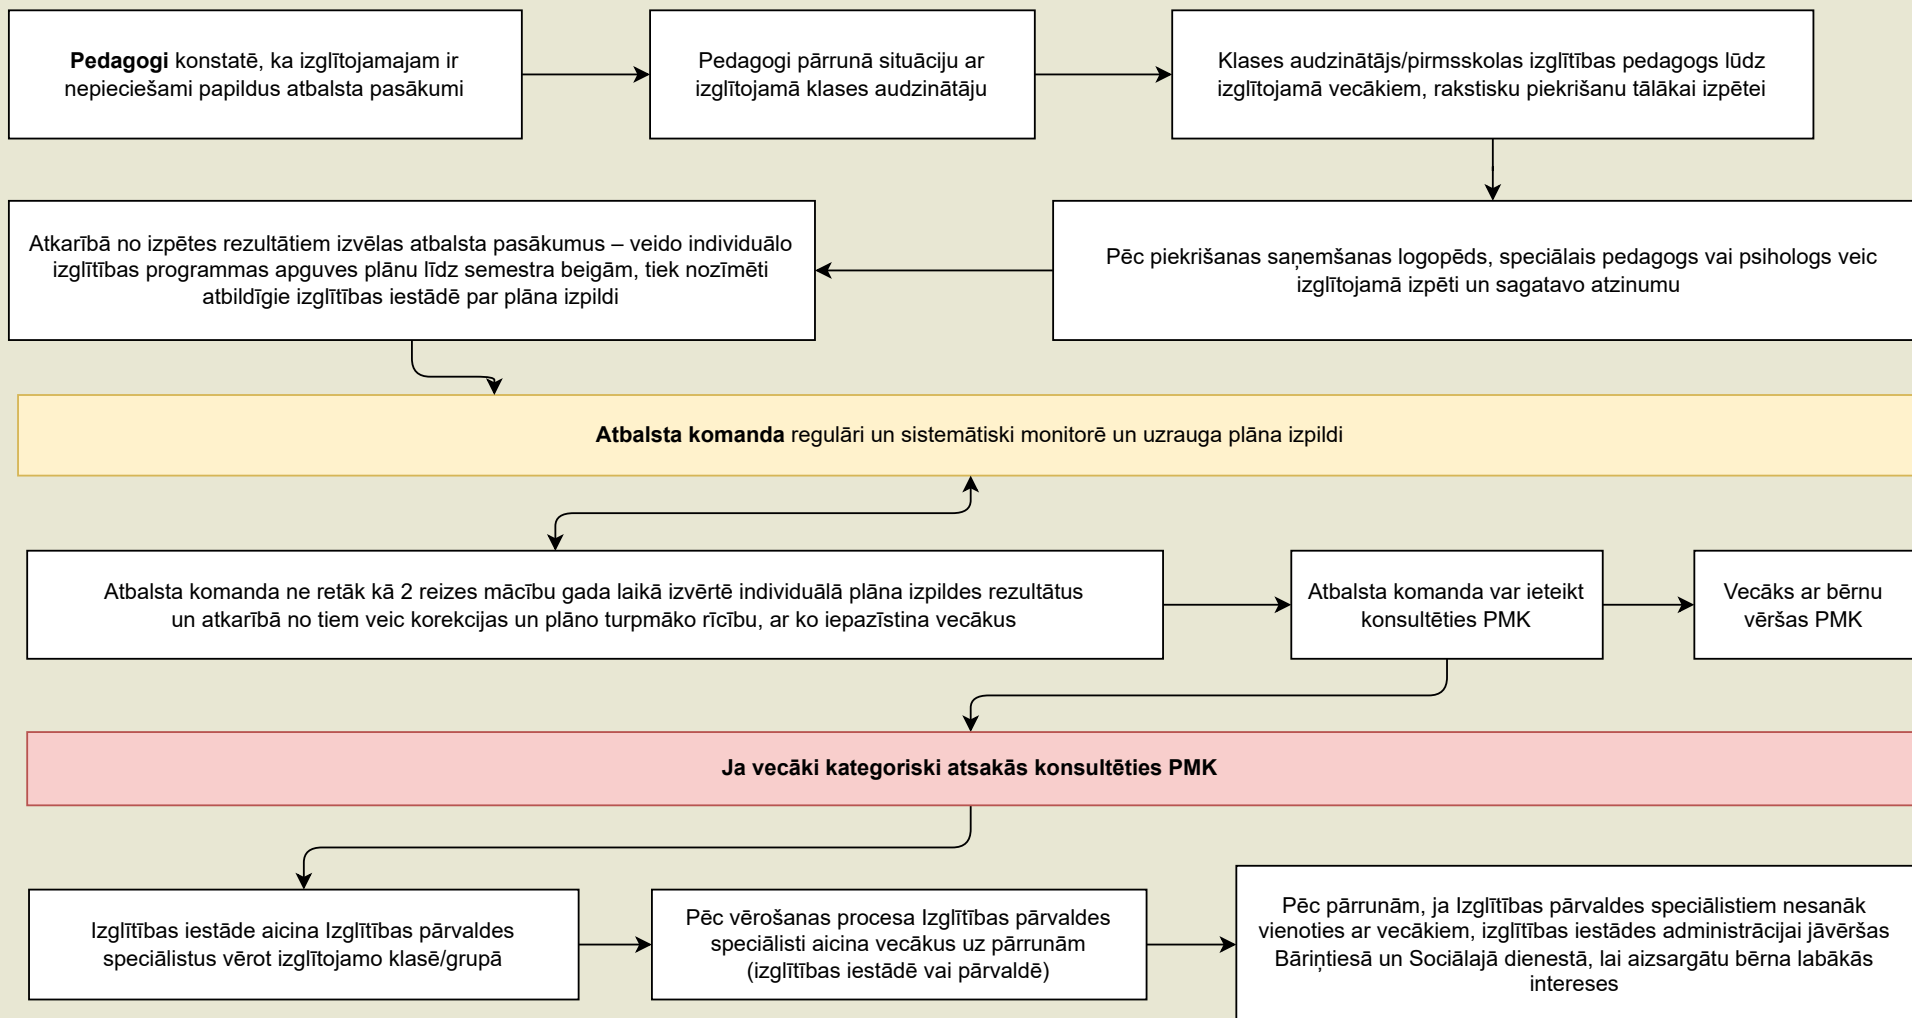 Pedagogi konstatē, ka izglītojamajam ir
nepieciešami papildus atbalsta pasākumi
Pedagogi pārrunā situāciju ar
izglītojamā klases audzinātāju
Klases audzinātājs/pirmsskolas izglītības pedagogs lūdz
izglītojamā vecākiem, rakstisku piekrišanu tālākai izpētei
Pēc piekrišanas saņemšanas logopēds, speciālais pedagogs vai psihologs veic
izglītojamā izpēti un sagatavo atzinumu
Atkarībā no izpētes rezultātiem izvēlas atbalsta pasākumus – veido individuālo
izglītības programmas apguves plānu līdz semestra beigām, tiek nozīmēti
atbildīgie izglītības iestādē par plāna izpildi
Atbalsta komanda regulāri un sistemātiski monitorē un uzrauga plāna izpildi
Atbalsta komanda ne retāk kā 2 reizes mācību gada laikā izvērtē individuālā plāna izpildes rezultātus
un atkarībā no tiem veic korekcijas un plāno turpmāko rīcību, ar ko iepazīstina vecākus
Atbalsta komanda var ieteikt
konsultēties PMK
Vecāks ar bērnu
vēršas PMK
Ja vecāki kategoriski atsakās konsultēties PMK
Izglītības iestāde aicina Izglītības pārvaldes
speciālistus vērot izglītojamo klasē/grupā
Pēc vērošanas procesa Izglītības pārvaldes
speciālisti aicina vecākus uz pārrunām
(izglītības iestādē vai pārvaldē)
Pēc pārrunām, ja Izglītības pārvaldes speciālistiem nesanāk
vienoties ar vecākiem, izglītības iestādes administrācijai jāvēršas
Bāriņtiesā un Sociālajā dienestā, lai aizsargātu bērna labākās
intereses